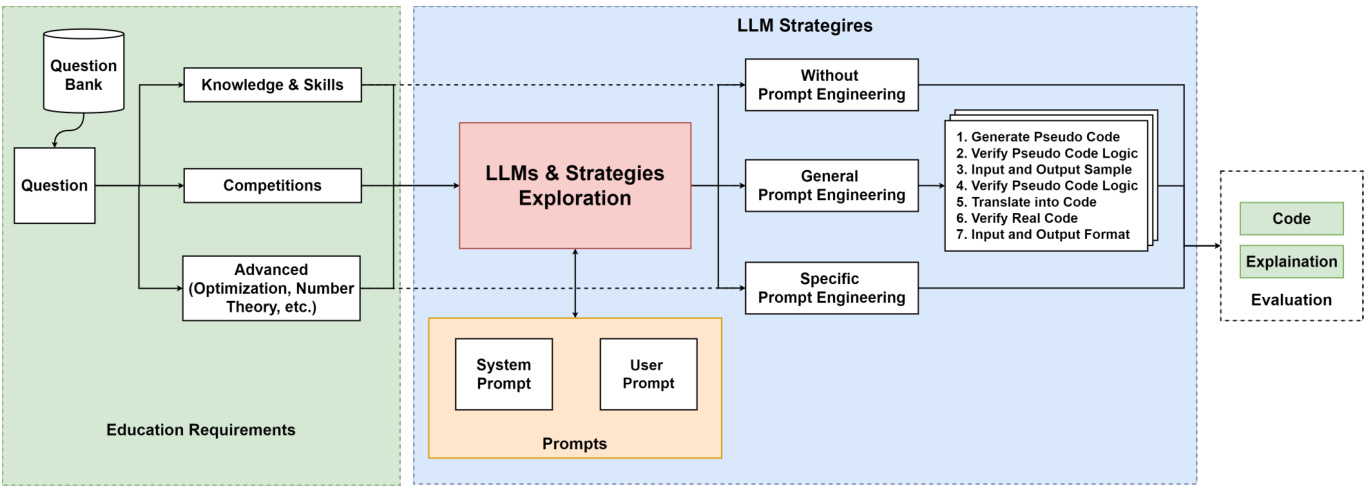 Question
Bank
Question
Knowledge & Skills
Competitions
Advanced
(Optimization, Number
Theory, etc.)
Education Requirements
LLM Strategires
LLMs & Strategies
Exploration
System
Prompt
User
Prompt
Prompts
Without
Prompt Engineering
General
Prompt Engineering
Specific
Prompt Engineering
1. Generate Pseudo Code
2. Verify Pseudo Code Logic
3. Input and Output Sample
4. Verify Pseudo Code Logic
5. Translate into Code
6. Verify Real Code
7. Input and Output Format
Code
Explaination
Evaluation